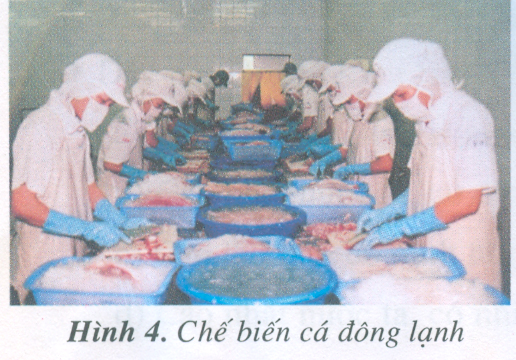 Hình 4. Chế biến cá đông lạnh